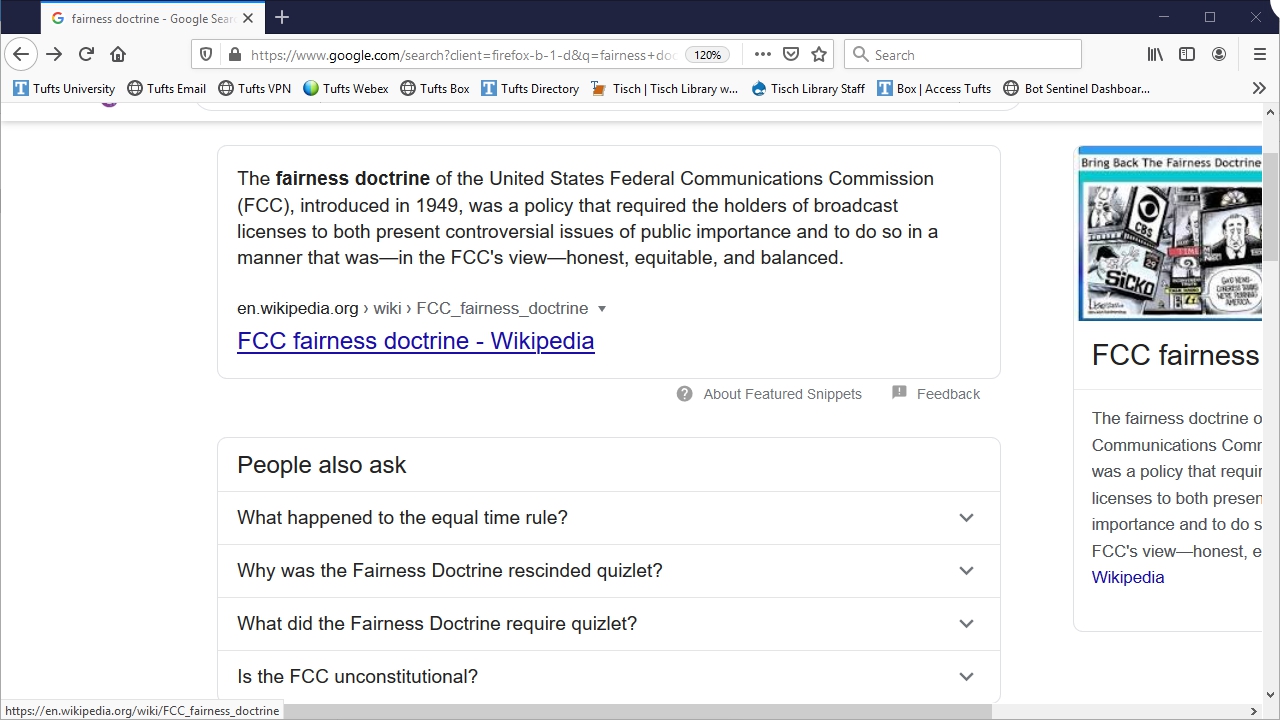 fairness doctrine - Google Sear
https://www.google.com/search?client=firefox-b-1-d&q=fairness+doc
120%
Search
Tufts University
Tufts Email
Tufts VPN
Tufts Webex
Tufts Box
Tufts Directory
Tisch | Tisch Library w...
Tisch Library Staff
Box | Access Tufts
Bot Sentinel Dashboar...
The fairness doctrine of the United States Federal Communications Commission
(FCC), introduced in 1949, was a policy that required the holders of broadcast
licenses to both present controversial issues of public importance and to do so in a
manner that was—in the FCC's view—honest, equitable, and balanced.
en.wikipedia.org › wiki › FCC_fairness_doctrine
FCC fairness doctrine - Wikipedia
About Featured Snippets
Feedback
People also ask
What happened to the equal time rule?
Why was the Fairness Doctrine rescinded quizlet?
What did the Fairness Doctrine require quizlet?
Is the FCC unconstitutional?
Bring Back The Fairness Doctrine
CBS
TIME
SiCKO
GOOD NEWS-
CONGRESS THINKS
WE'RE RUNNING
AMERICA.
FCC fairness
The fairness doctrine o
Communications Comr
was a policy that requir
licenses to both presen
importance and to do s
FCC's view—honest, e
Wikipedia
https://en.wikipedia.org/wiki/FCC_fairness_doctrine